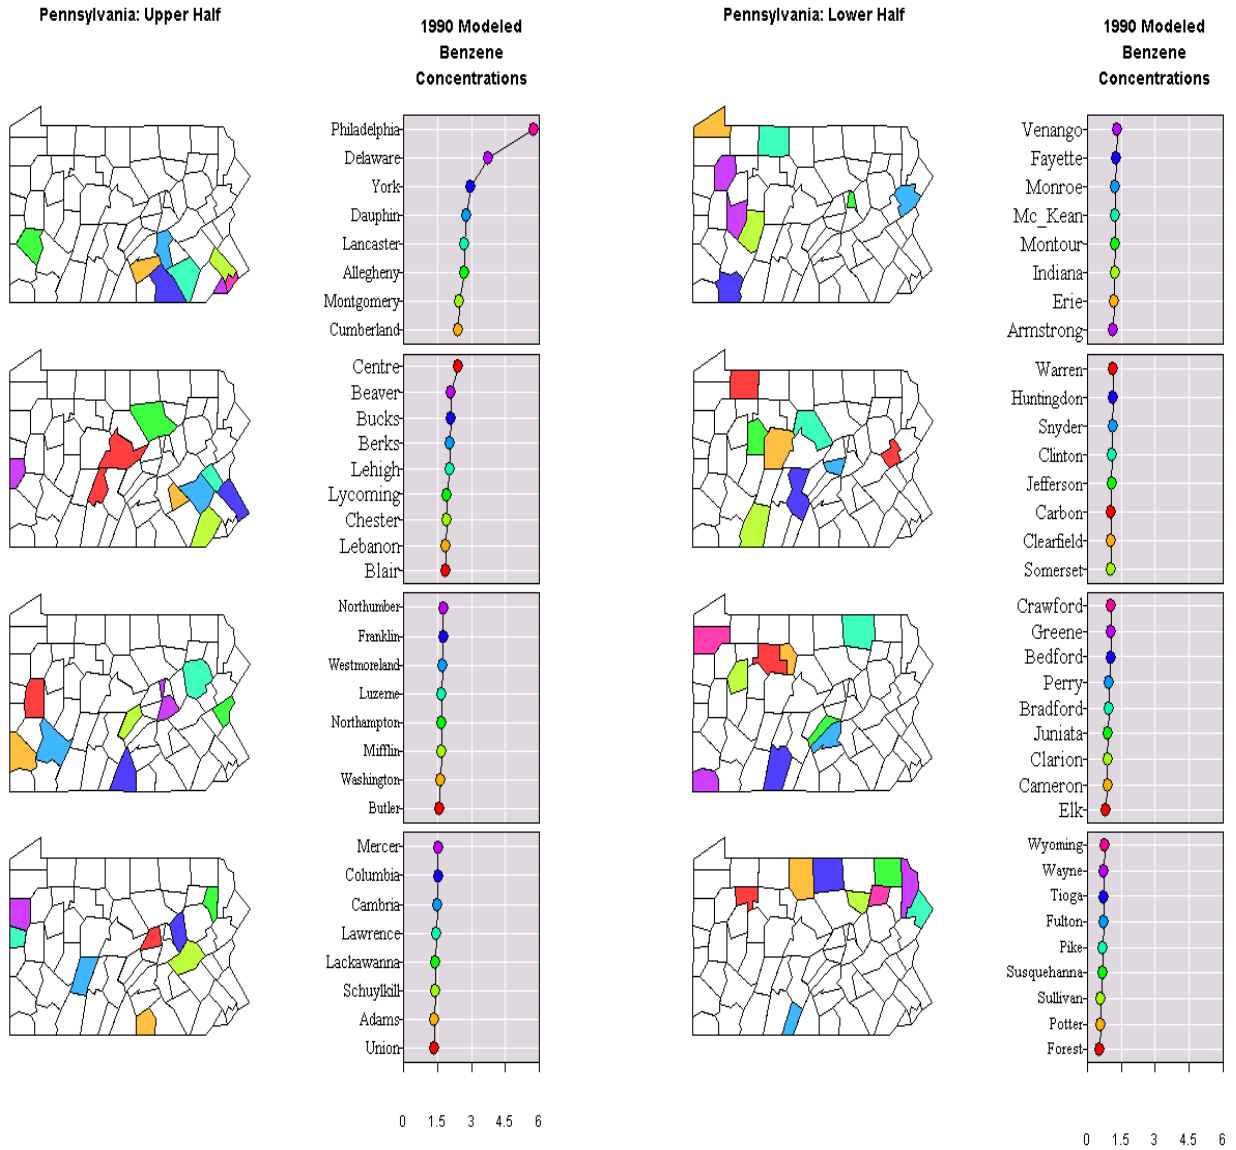 Pennsylvania: Upper Half
1990 Modeled
Benzene
Concentrations
Philadelphia
Delaware
York
Dauphin
Lancaster
Allegheny
Montgomery
Cumberland
Centre
Beaver
Bucks
Berks
Lehigh
Lycoming
Chester
Lebanon
Blair
Northumber
Franklin
Westmoreland
Luzerne
Northampton
Mifflin
Washington
Butler
Mercer
Columbia
Cambria
Lawrence
Lackawanna
Schuylkill
Adams
Union
0 1.5 3 4.5 6
Pennsylvania: Lower Half
1990 Modeled
Benzene
Concentrations
Venango
Fayette
Monroe
Mc_Kean
Montour
Indiana
Erie
Armstrong
Warren
Huntingdon
Snyder
Clinton
Jefferson
Carbon
Clearfield
Somerset
Crawford
Greene
Bedford
Perry
Bradford
Juniata
Clarion
Cameron
Elk
Wyoming
Wayne
Tioga
Fulton
Pike
Susquehanna
Sullivan
Potter
Forest
0 1.5 3 4.5 6